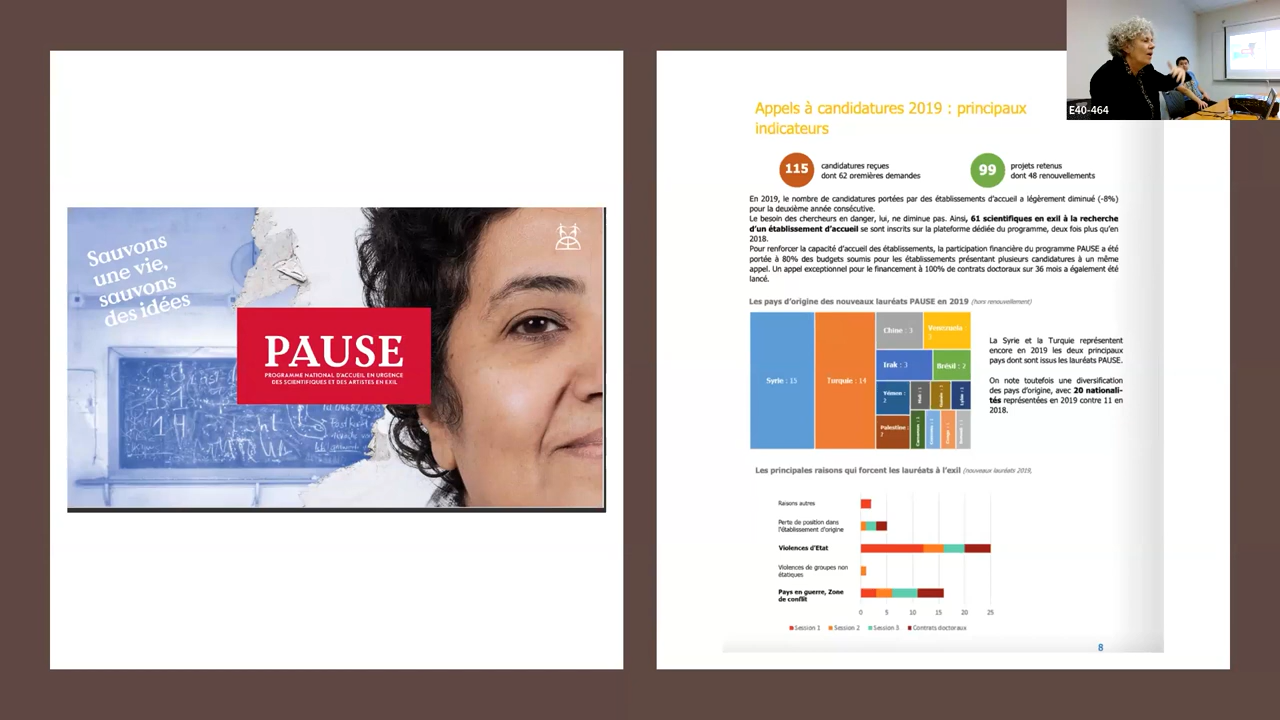 Sauvons
une vie,
sauvons
des idées
PAUSE
PROGRAMME NATIONAL D'ACCUEIL EN URGENCE
DES SCIENTIFIQUES ET DES ARTISTES EN EXIL
E40-464
Appels à candidatures 2019 : principaux
indicateurs
115
candidatures reçues
dont 62 premières demandes
99
projets retenus
dont 48 renouvellements
En 2019, le nombre de candidatures portées par des établissements d'accueil a légèrement diminué (-8%)
pour la deuxième année consécutive.
Le besoin des chercheurs en danger, lui, ne diminue pas. Ainsi, 61 scientifiques en exil à la recherche
d'un établissement d'accueil se sont inscrits sur la plateforme dédiée du programme, deux fois plus qu'en
2018.
Pour renforcer la capacité d'accueil des établissements, la participation financière du programme PAUSE a été
portée à 80% des budgets soumis pour les établissements présentant plusieurs candidatures à un même
appel. Un appel exceptionnel pour le financement à 100% de contrats doctoraux sur 36 mois a également été
lancé.
Les pays d'origine des nouveaux lauréats PAUSE en 2019 (hors renouvellement)
Syrie : 15
Turquie : 14
Chine : 3
Venezuela
Irak : 3
Brésil : 2
Yémen :
2
Palestine :
2
La Syrie et la Turquie représentent
encore en 2019 les deux principaux
pays dont sont issus les lauréats PAUSE.
On note toutefois une diversification
des pays d'origine, avec 20 nationali-
tés représentées en 2019 contre 11 en
2018.
Les principales raisons qui forcent les lauréats à l'exil (nouveaux lauréats 2019,
Raisons autres
Perte de position dans
l'établissement d'origine
Violences d'Etat
Violences de groupes non
étatiques
Pays en guerre, Zone
de conflit
0 5 10 15 20 25
Session 1 Session 2 Session 3 Contrats doctoraux
8